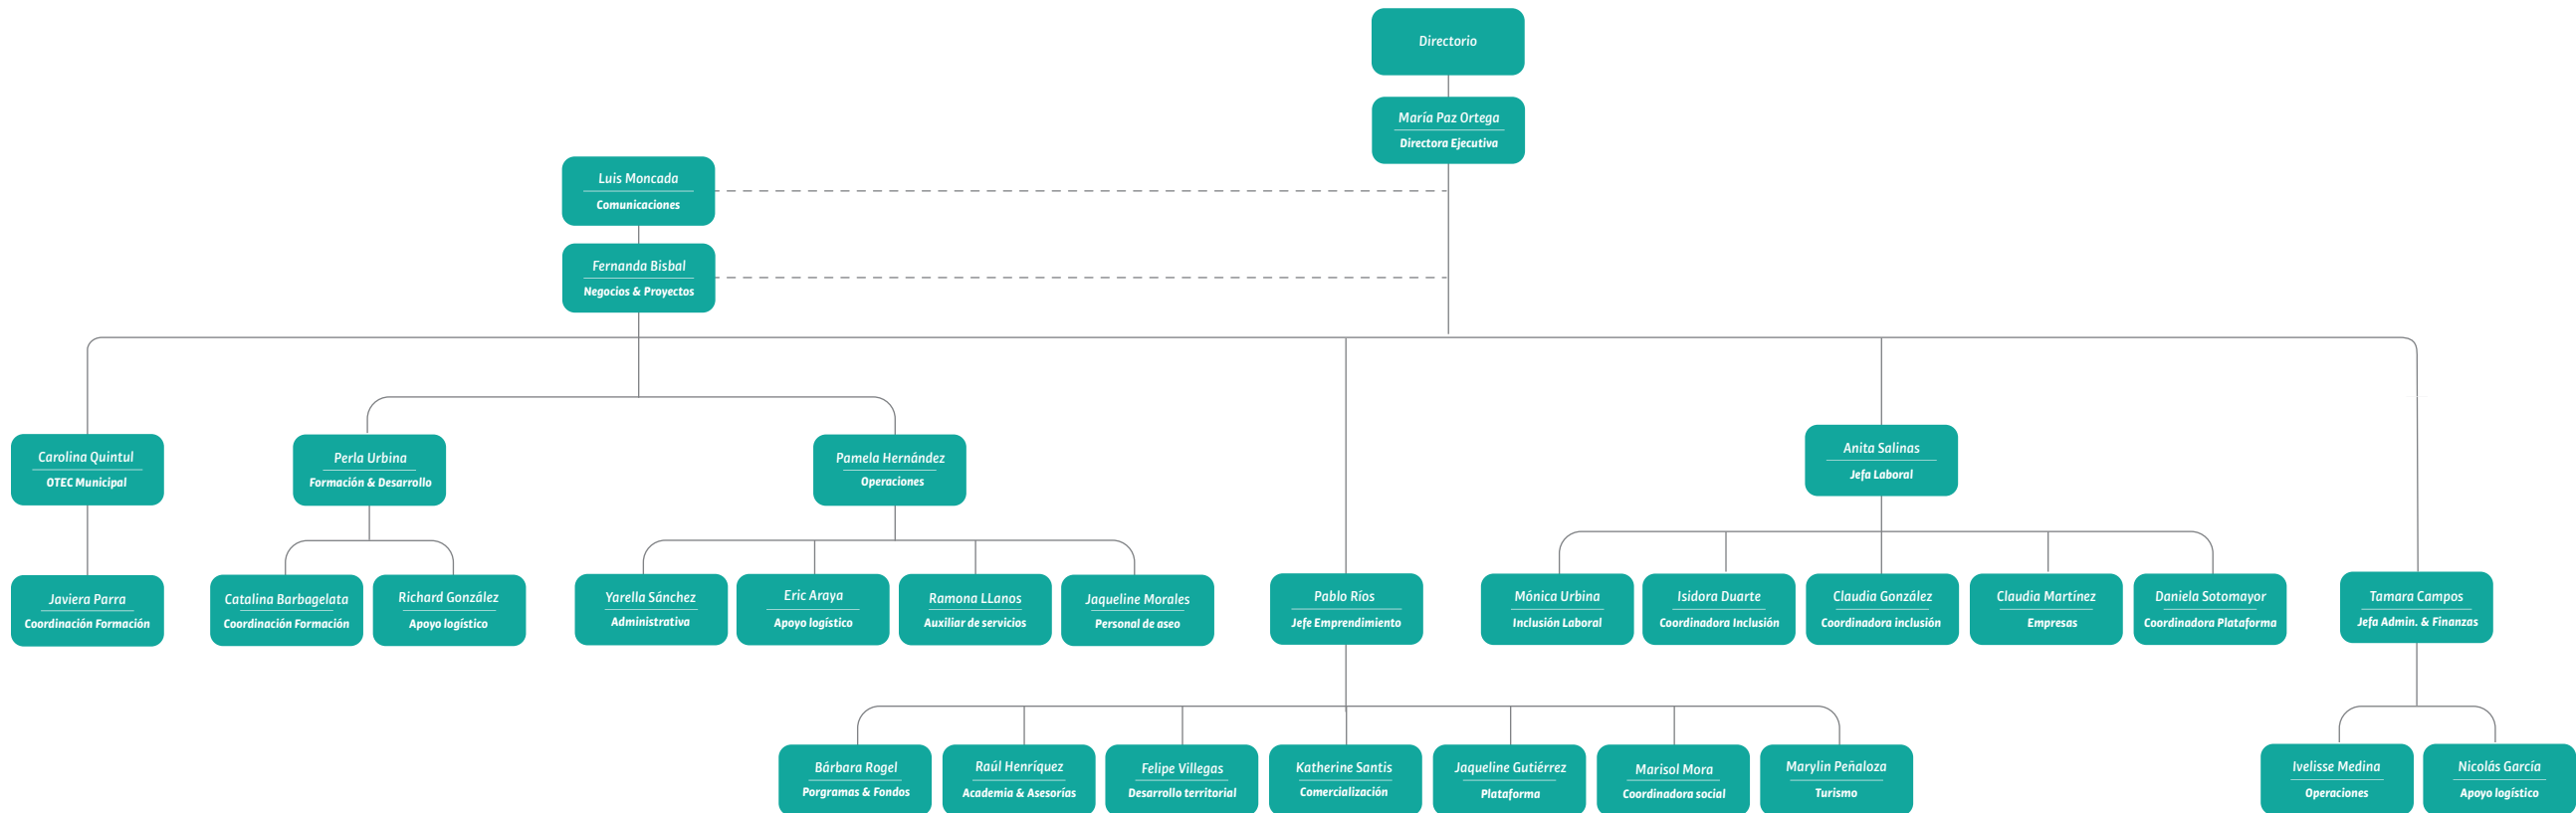 Directorio
María Paz Ortega
Directora Ejecutiva
Luis Moncada
Comunicaciones
Fernanda Bisbal
Negocios & Proyectos
Carolina Quintul
OTEC Municipal
Perla Urbina
Formación & Desarrollo
Pamela Hernández
Operaciones
Anita Salinas
Jefa Laboral
Javiera Parra
Coordinación Formación
Catalina Barbagelata
Coordinación Formación
Richard González
Apoyo logístico
Yarella Sánchez
Administrativa
Eric Araya
Apoyo logístico
Ramona LLanos
Auxiliar de servicios
Jaqueline Morales
Personal de aseo
Pablo Ríos
Jefe Emprendimiento
Mónica Urbina
Inclusión Laboral
Isidora Duarte
Coordinadora Inclusión
Claudia González
Coordinadora inclusión
Claudia Martínez
Empresas
Daniela Sotomayor
Coordinadora Plataforma
Tamara Campos
Jefa Admin. & Finanzas
Bárbara Rogel
Porgramas & Fondos
Raúl Henríquez
Academia & Asesorías
Felipe Villegas
Desarrollo territorial
Katherine Santis
Comercialización
Jaqueline Gutiérrez
Plataforma
Marisol Mora
Coordinadora social
Marylin Peñaloza
Turismo
Ivelisse Medina
Operaciones
Nicolás García
Apoyo logístico